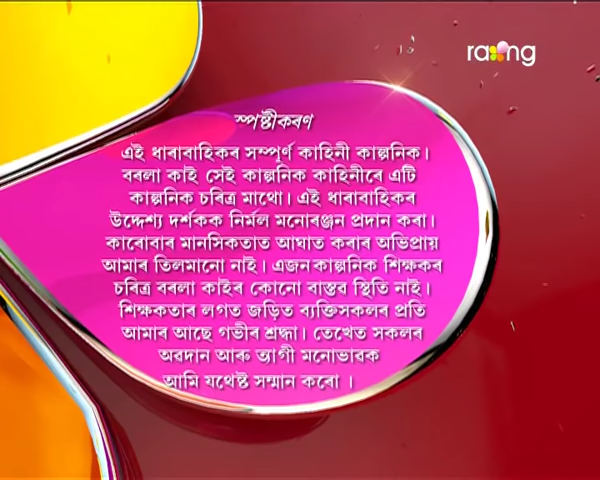 rang
স্পষ্টীকৰণ
এই ধাৰাবাহিকৰ সম্পূৰ্ণ কাহিনী কাল্পনিক।
বৰলা কাই সেই কাল্পনিক কাহিনীৰে এটি
কাল্পনিক চৰিত্ৰ মাথো। এই ধাৰাবাহিকৰ
উদ্দেশ্য দৰ্শকক নিৰ্মল মনোৰঞ্জন প্ৰদান কৰা।
কাৰোবাৰ মানসিকতাত আঘাত কৰাৰ অভিপ্ৰায়
আমাৰ তিলমানো নাই। এজন কাল্পনিক শিক্ষকৰ
চৰিত্ৰ বৰলা কাইৰ কোনো বাস্তৱ স্থিতি নাই।
শিক্ষকতাৰ লগত জড়িত ব্যক্তিসকলৰ প্ৰতি
আমাৰ আছে গভীৰ শ্ৰদ্ধা। তেখেত সকলৰ
অৱদান আৰু ত্যাগী মনোভাৱক
আমি যথেষ্ট সন্মান কৰো ।